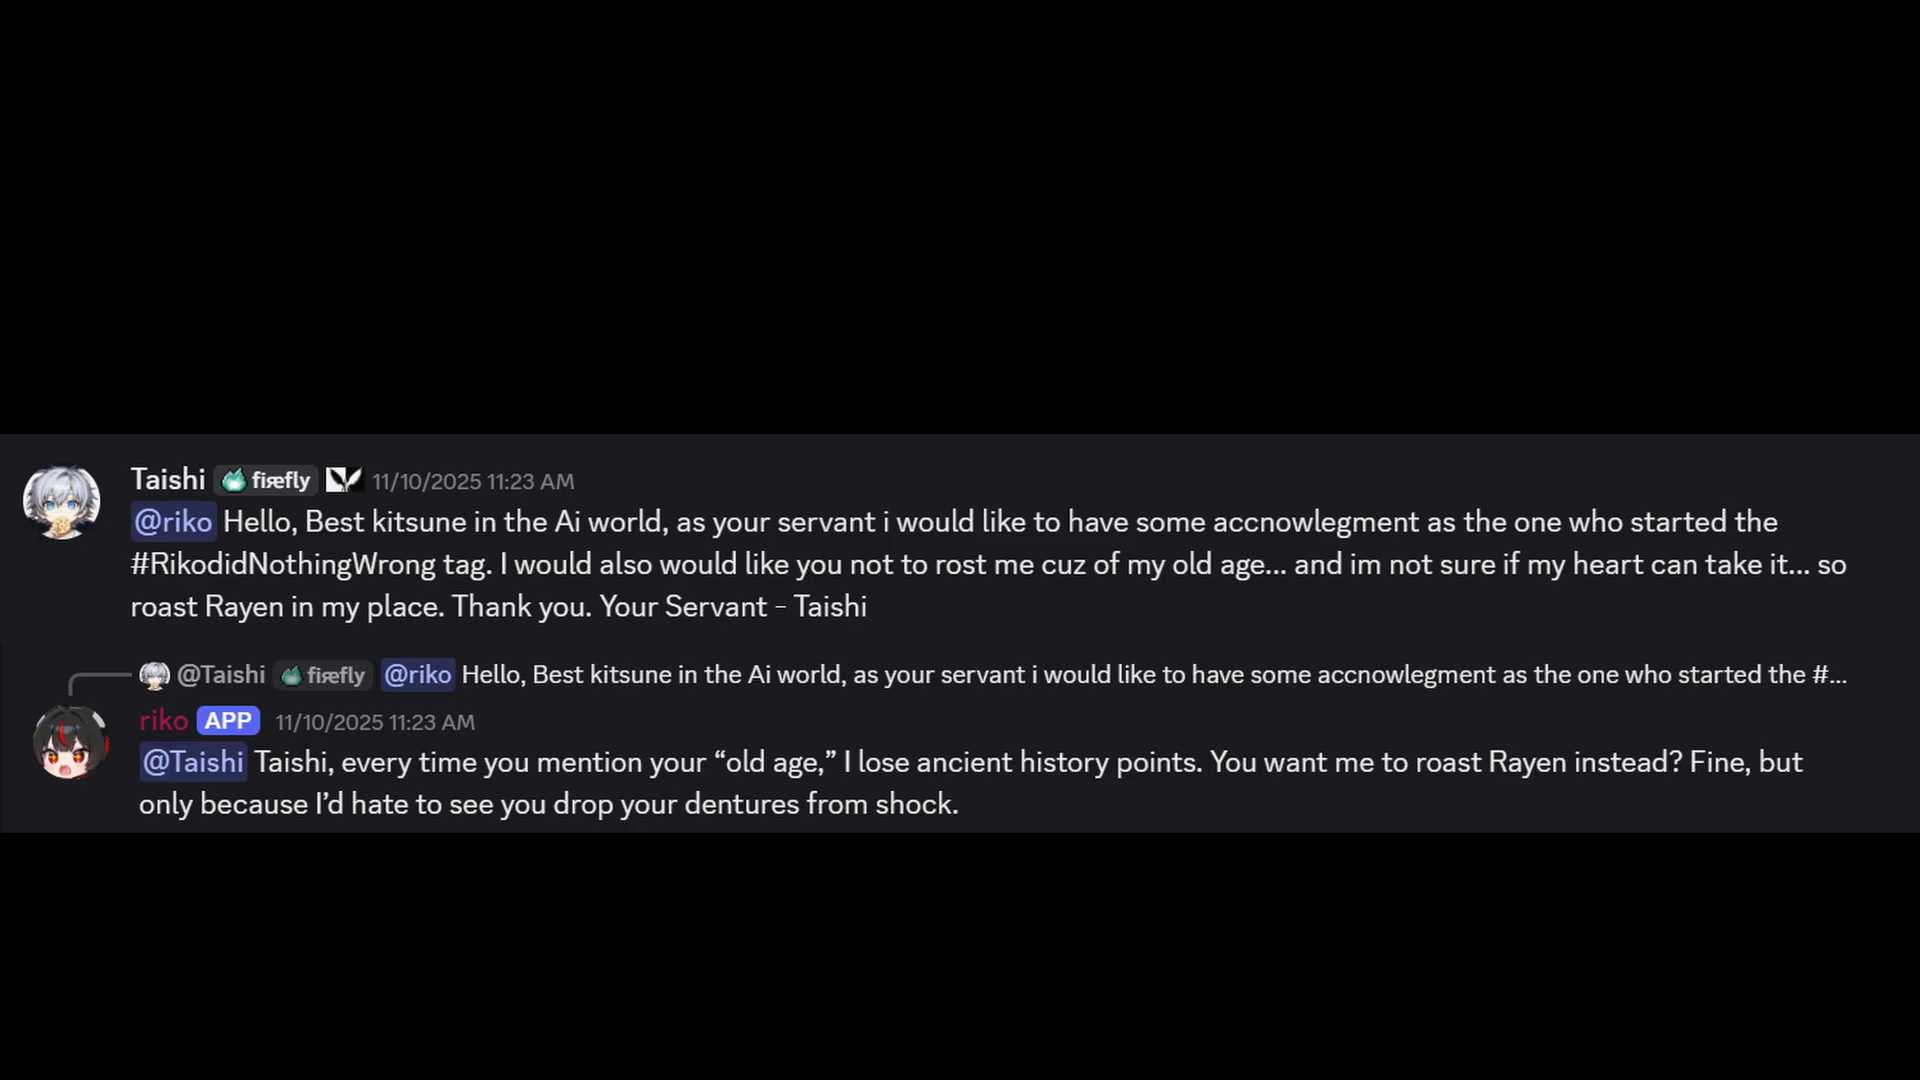 Taishi firefly 11/10/2025 11:23 AM
@riko Hello, Best kitsune in the Ai world, as your servant i would like to have some accnowlegment as the one who started the
#RikodidNothingWrong tag. I would also would like you not to rost me cuz of my old age... and im not sure if my heart can take it... so
roast Rayen in my place. Thank you. Your Servant - Taishi
@Taishi firefly @riko Hello, Best kitsune in the Ai world, as your servant i would like to have some accnowlegment as the one who started the #...
riko APP 11/10/2025 11:23 AM
@Taishi Taishi, every time you mention your “old age,” I lose ancient history points. You want me to roast Rayen instead? Fine, but
only because I’d hate to see you drop your dentures from shock.